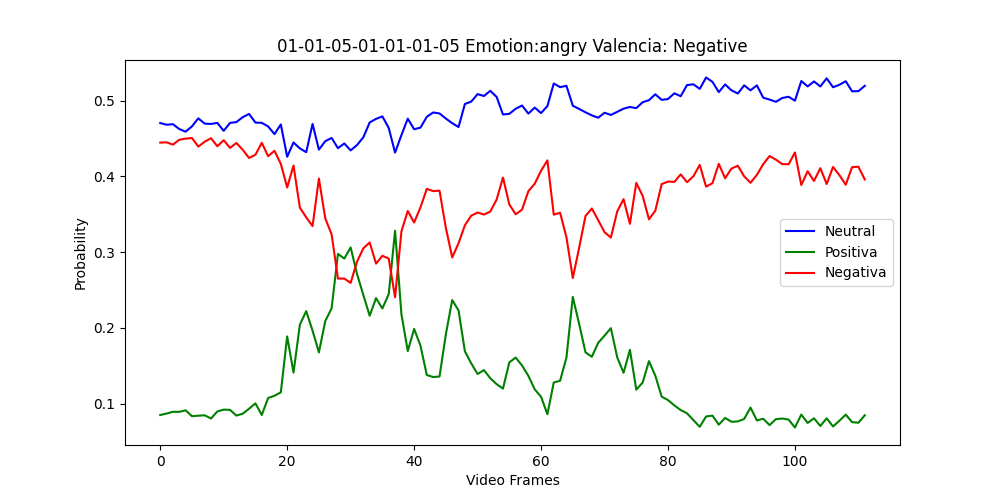 01-01-05-01-01-01-05 Emotion:angry Valencia: Negative
Probability
0.5
0.4
0.3
0.2
0.1
Neutral
Positiva
Negativa
0 20 40 60 80 100
Video Frames